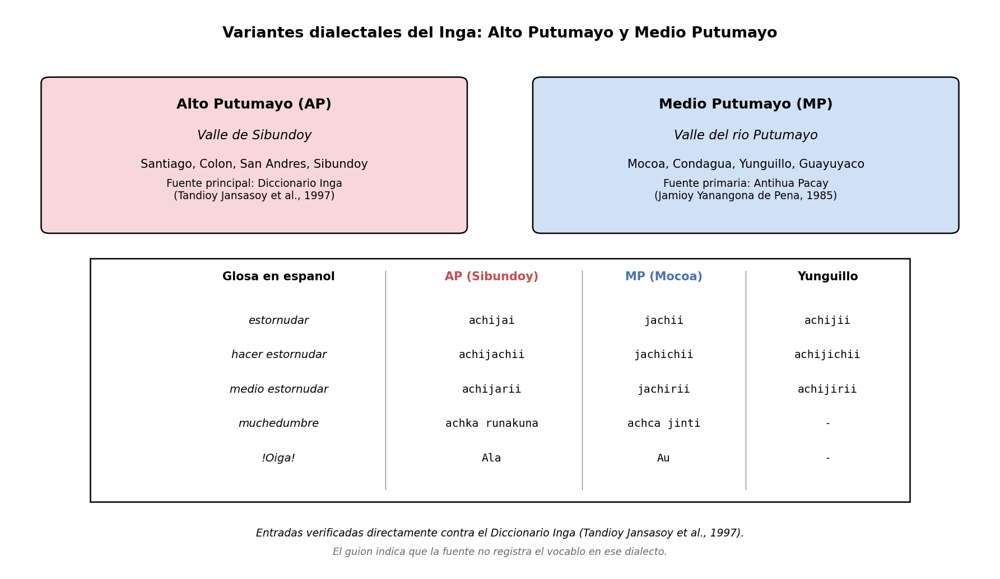 Variantes dialectales del Inga: Alto Putumayo y Medio Putumayo
Alto Putumayo (AP)
Valle de Sibundoy
Santiago, Colon, San Andres, Sibundoy
Fuente principal: Diccionario Inga
(Tandioy Jansasoy et al., 1997)
Medio Putumayo (MP)
Valle del rio Putumayo
Mocoa, Condagua, Yunguillo, Guayuyaco
Fuente primaria: Antihua Pacay
(Jamioy Yanangona de Pena, 1985)
Glosa en espanol AP (Sibundoy) MP (Mocoa) Yunguillo
estornudar achijai jachii achijii
hacer estornudar achijachii jachichii achijichii
medio estornudar achijarii jachirii achijirii
muchedumbre achka runakuna achca jinti -
!Oiga! Ala Au -
Entradas verificadas directamente contra el Diccionario Inga (Tandioy Jansasoy et al., 1997).
El guion indica que la fuente no registra el vocablo en ese dialecto.